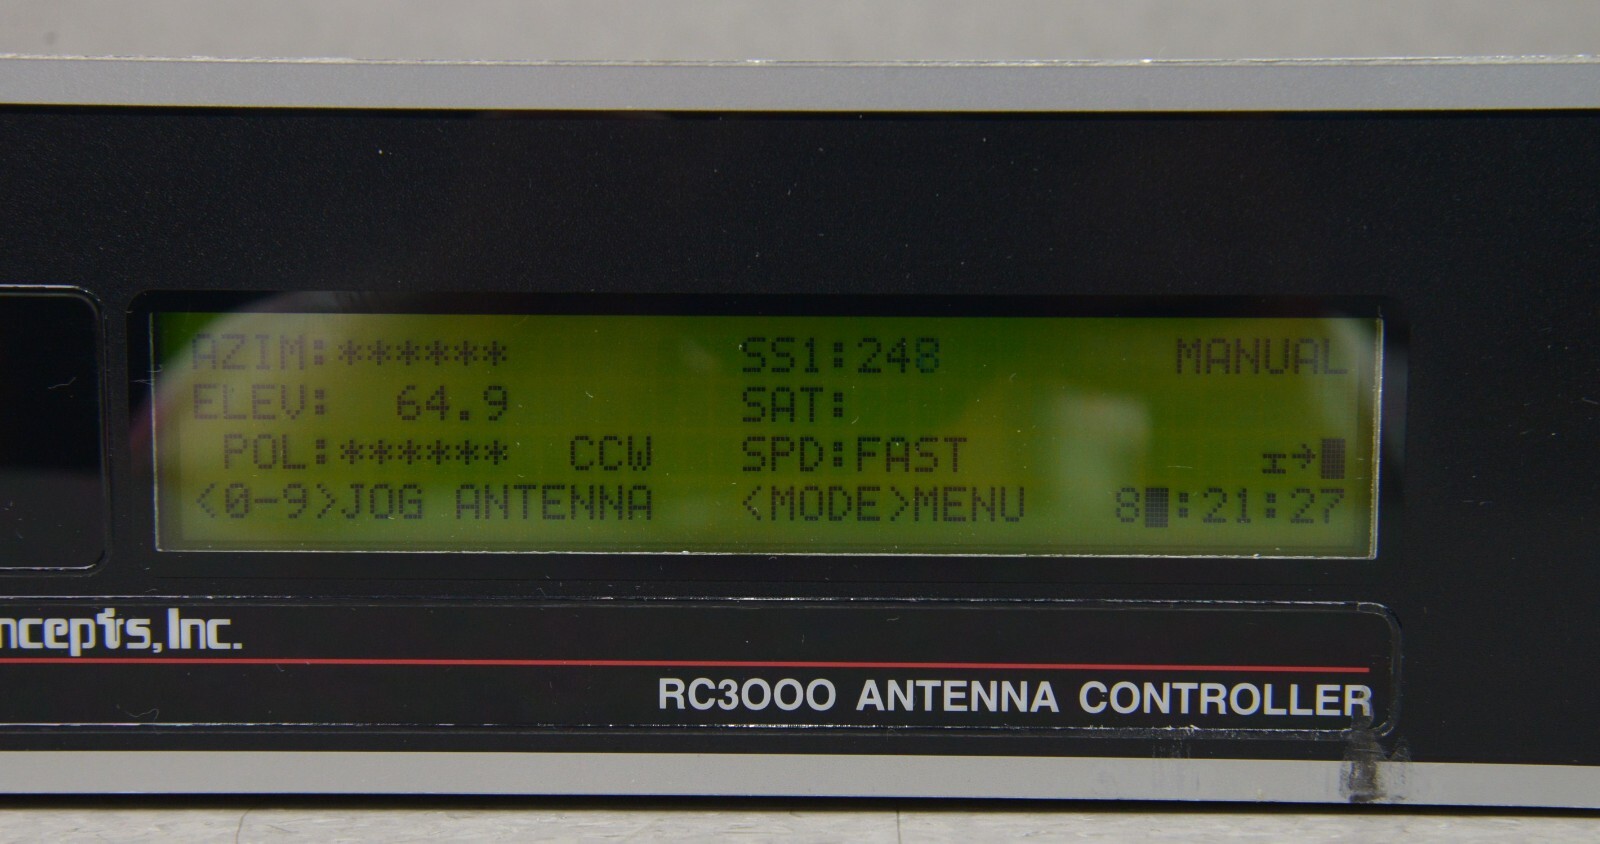 AZIM:****** SS1:248 MANUAL
ELEV: 64.9 SAT:
POL:****** CCW SPD:FAST I→█
<0-9>JOG ANTENNA <MODE>MENU 8█:21:27
ncepts, Inc.
RC3000 ANTENNA CONTROLLER